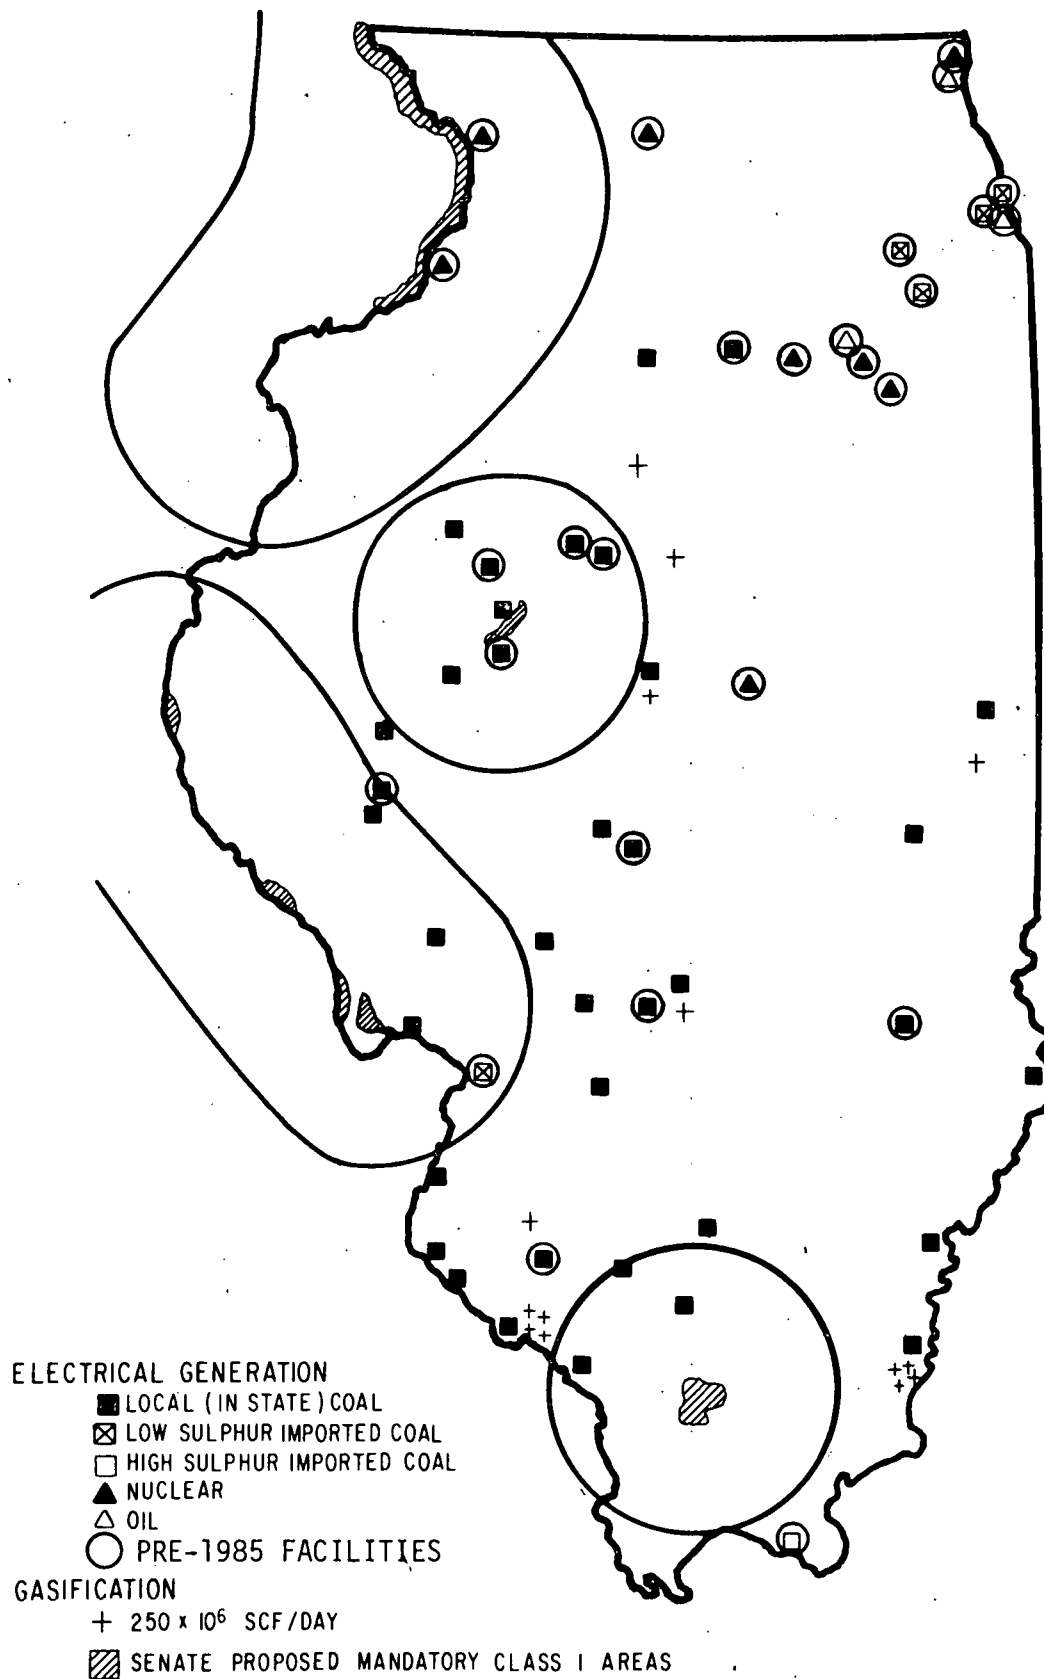 ELECTRICAL GENERATION
LOCAL (IN STATE) COAL
LOW SULPHUR IMPORTED COAL
HIGH SULPHUR IMPORTED COAL
NUCLEAR
OIL
PRE-1985 FACILITIES
GASIFICATION
250 x 10⁶ SCF/DAY
SENATE PROPOSED MANDATORY CLASS I AREAS